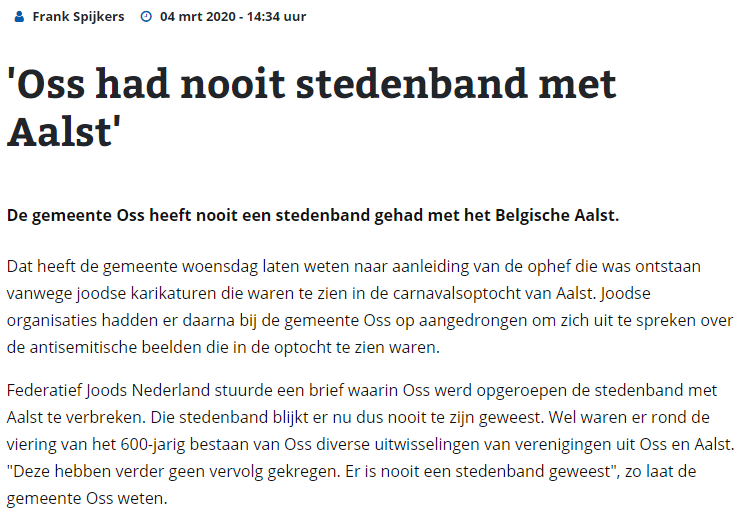 Frank Spijkers 04 mrt 2020 - 14:34 uur
'Oss had nooit stedenband met
Aalst'
De gemeente Oss heeft nooit een stedenband gehad met het Belgische Aalst.
Dat heeft de gemeente woensdag laten weten naar aanleiding van de ophef die was ontstaan
vanwege joodse karikaturen die waren te zien in de carnavalsoptocht van Aalst. Joodse
organisaties hadden er daarna bij de gemeente Oss op aangedrongen om zich uit te spreken over
de antisemitische beelden die in de optocht te zien waren.
Federatief Joods Nederland stuurde een brief waarin Oss werd opgeroepen de stedenband met
Aalst te verbreken. Die stedenband blijkt er nu dus nooit te zijn geweest. Wel waren er rond de
viering van het 600-jarig bestaan van Oss diverse uitwisselingen van verenigingen uit Oss en Aalst.
"Deze hebben verder geen vervolg gekregen. Er is nooit een stedenband geweest", zo laat de
gemeente Oss weten.